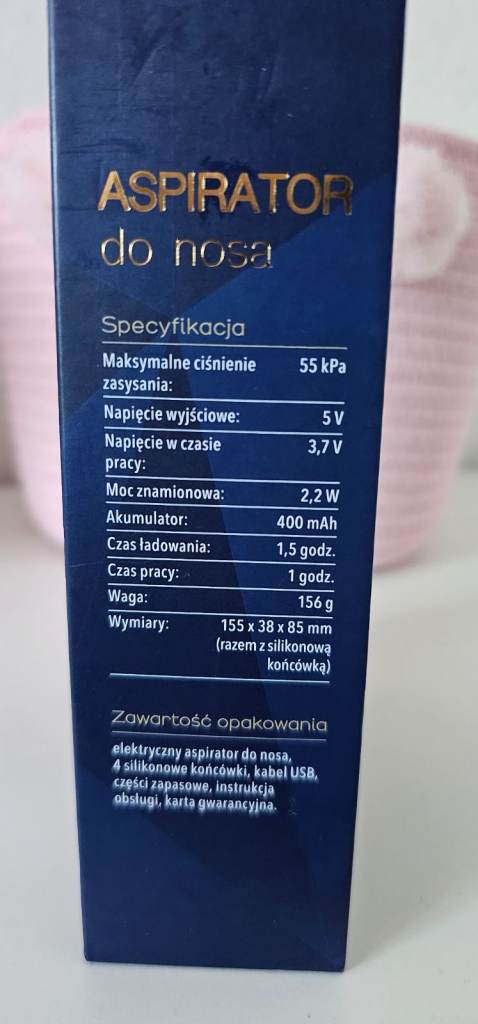 ASPIRATOR
do nosa
Specyfikacja
Maksymalne ciśnienie 55 kPa
zasysania:
Napięcie wyjściowe: 5 V
Napięcie w czasie 3,7 V
pracy:
Moc znamionowa: 2,2 W
Akumulator: 400 mAh
Czas ładowania: 1,5 godz.
Czas pracy: 1 godz.
Waga: 156 g
Wymiary: 155 x 38 x 85 mm
(razem z silikonową
końcówką)
Zawartość opakowania
elektryczny aspirator do nosa,
4 silikonowe końcówki, kabel USB,
części zapasowe, instrukcja
obsługi, karta gwarancyjna.